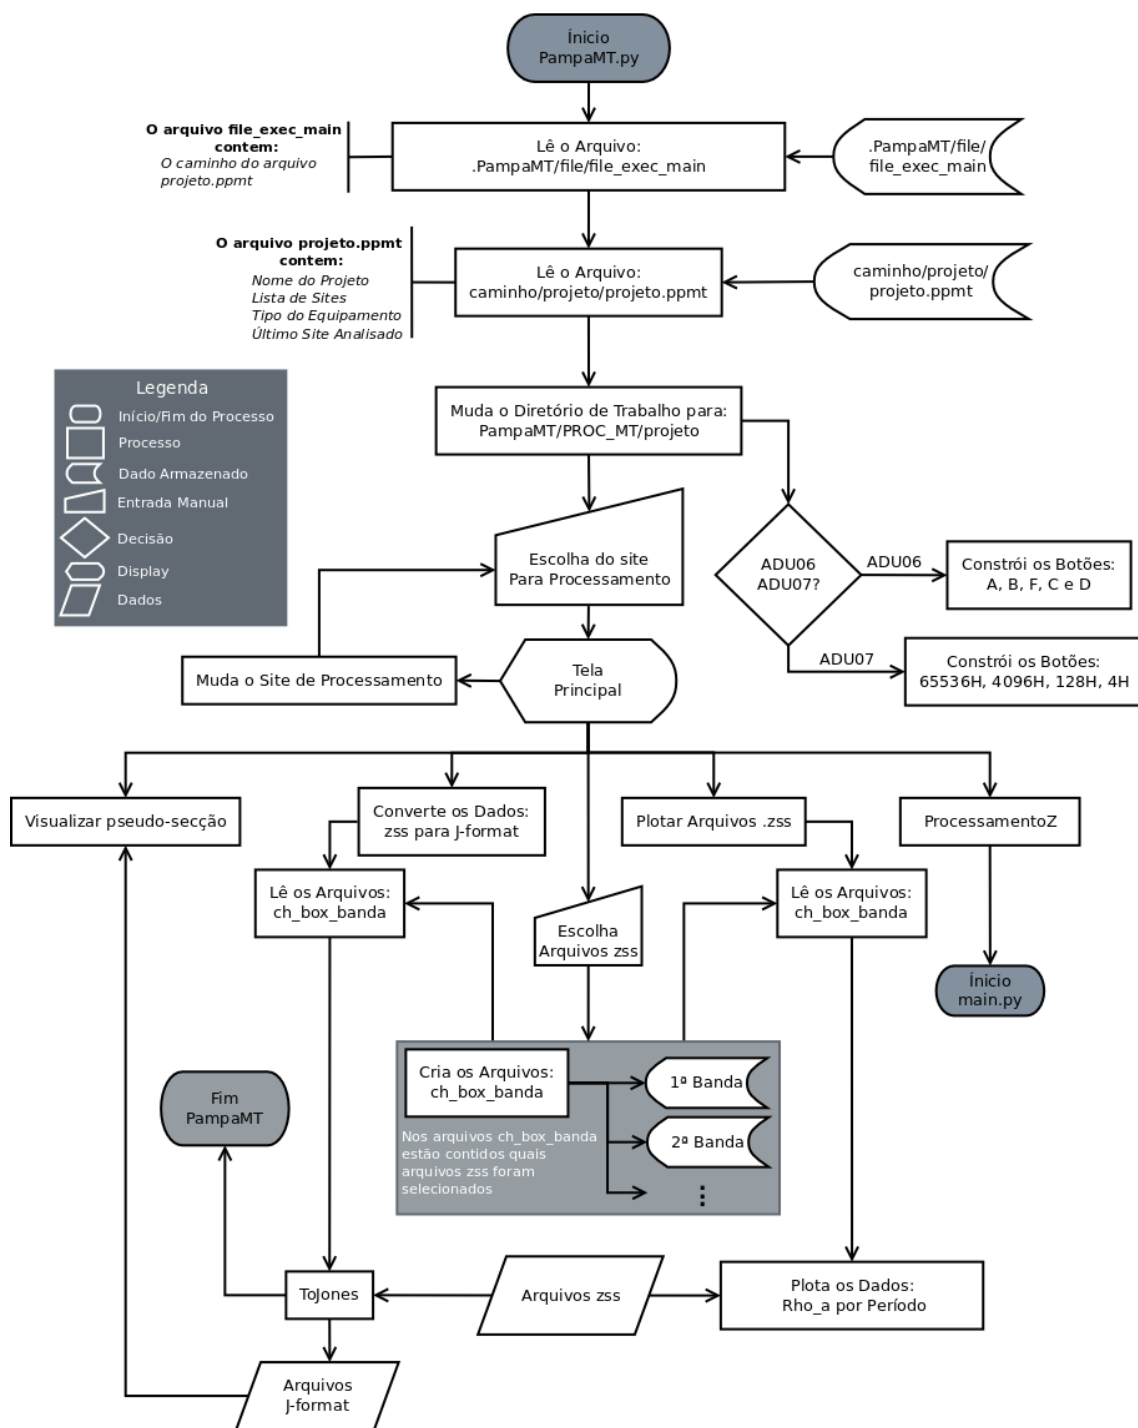 Ínicio
PampaMT.py
O arquivo file_exec_main
contem:
O caminho do arquivo
projeto.ppmt
Lê o Arquivo:
.PampaMT/file/file_exec_main
.PampaMT/file/
file_exec_main
O arquivo projeto.ppmt
contem:
Nome do Projeto
Lista de Sites
Tipo do Equipamento
Último Site Analisado
Lê o Arquivo:
caminho/projeto/projeto.ppmt
caminho/projeto/
projeto.ppmt
Legenda
Início/Fim do Processo
Processo
Dado Armazenado
Entrada Manual
Decisão
Display
Dados
Muda o Diretório de Trabalho para:
PampaMT/PROC_MT/projeto
Escolha do site
Para Processamento
ADU06
ADU07?
ADU06
Constrói os Botões:
A, B, F, C e D
ADU07
Constrói os Botões:
65536H, 4096H, 128H, 4H
Muda o Site de Processamento
Tela
Principal
Visualizar pseudo-secção
Converte os Dados:
zss para J-format
Plotar Arquivos .zss
ProcessamentoZ
Lê os Arquivos:
ch_box_banda
Escolha
Arquivos zss
Lê os Arquivos:
ch_box_banda
Ínicio
main.py
Cria os Arquivos:
ch_box_banda
1ª Banda
2ª Banda
Nos arquivos ch_box_banda
estão contidos quais
arquivos zss foram
selecionados
⋮
Fim
PampaMT
ToJones
Arquivos zss
Plota os Dados:
Rho_a por Período
Arquivos
J-format